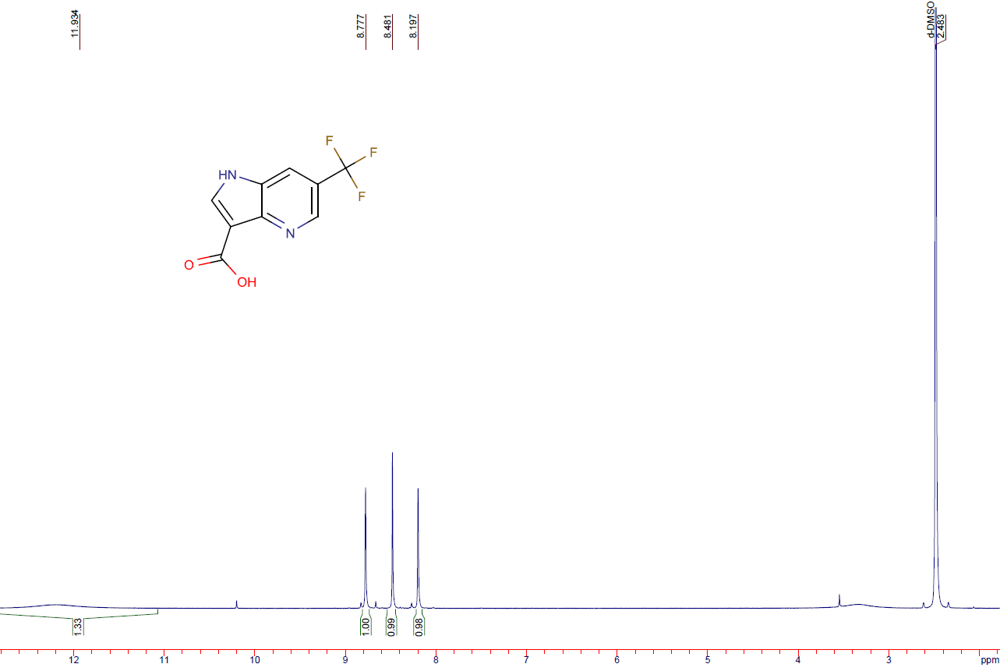 11.934
8.777
8.481
8.197
d-DMSO
2.483
F
F
F
HN
N
O
OH
1.33
1.00
0.99
0.98
12 11 10 9 8 7 6 5 4 3 ppm